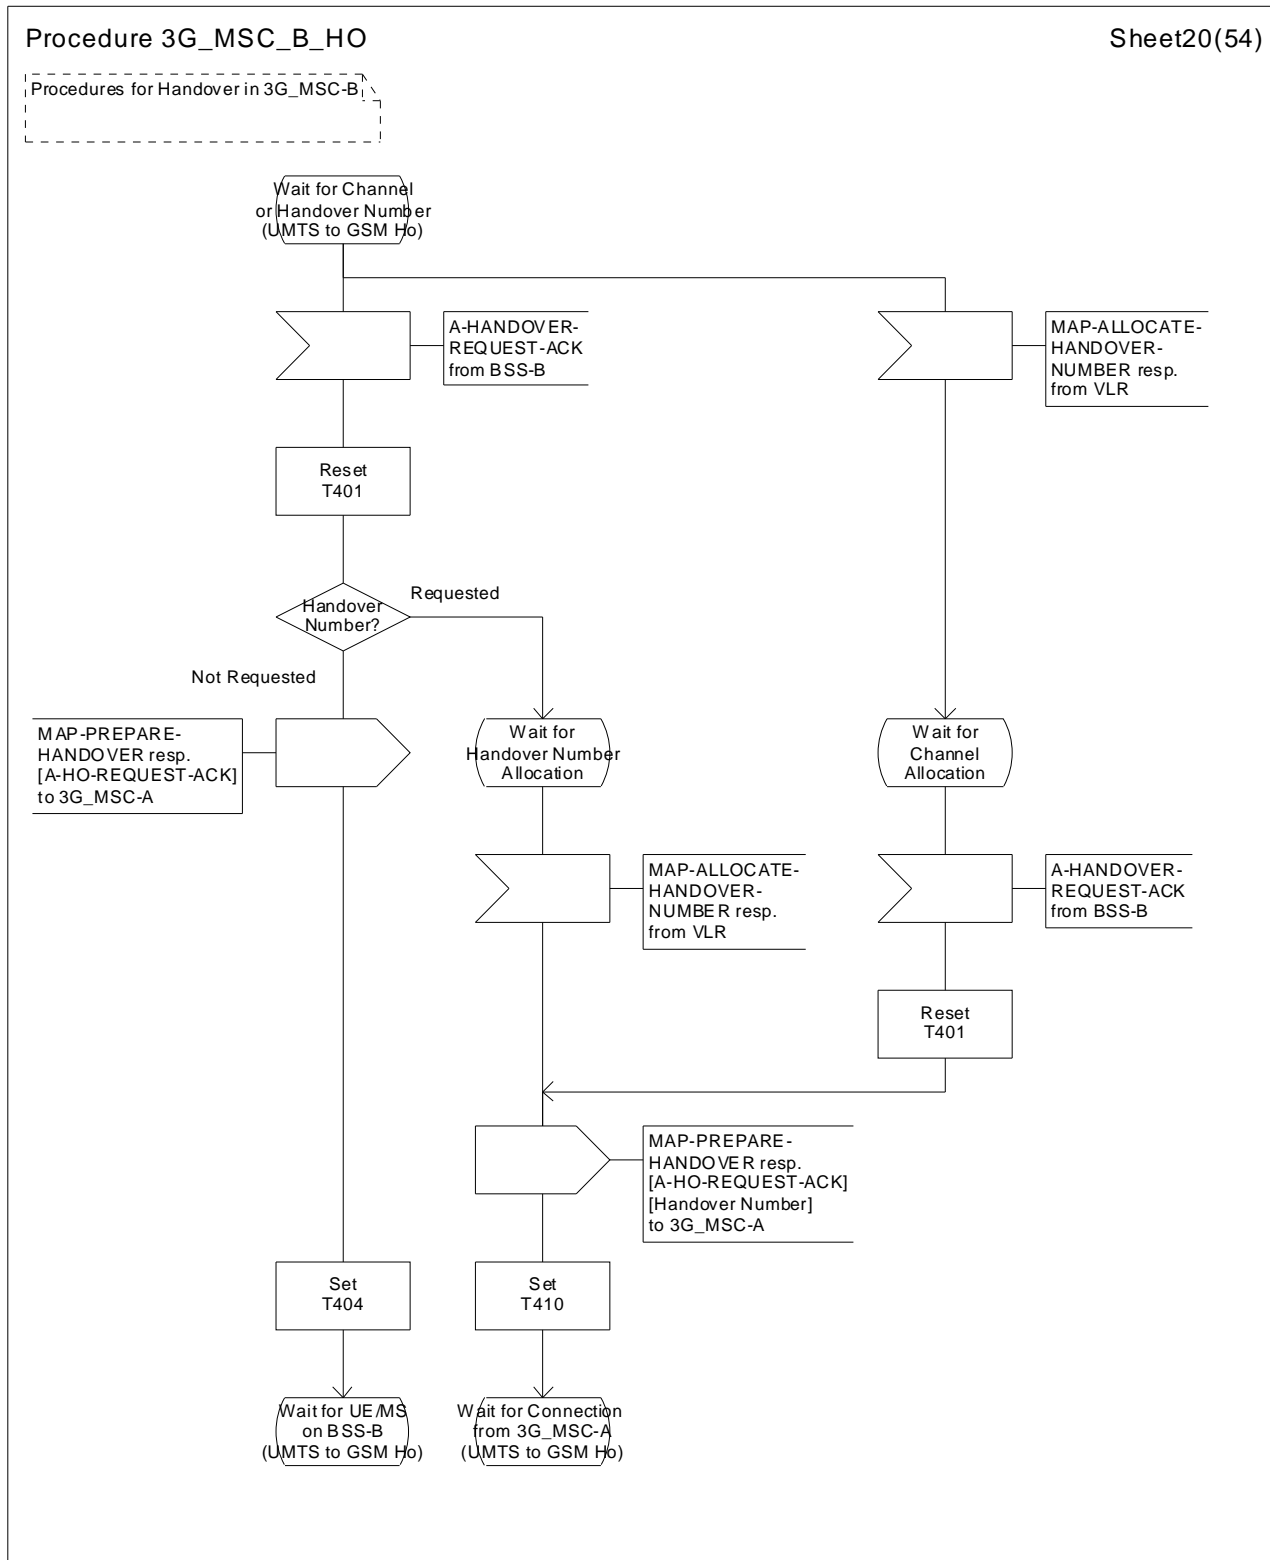 Procedure 3G_MSC_B_HO
Sheet20(54)
Procedures for Handover in 3G_MSC-B
Wait for Channel
or Handover Number
(UMTS to GSM Ho)
A-HANDOVER-
REQUEST-ACK
from BSS-B
MAP-ALLOCATE-
HANDOVER-
NUMBER resp.
from VLR
Reset
T401
Handover
Number?
Requested
Not Requested
MAP-PREPARE-
HANDOVER resp.
[A-HO-REQUEST-ACK]
to 3G_MSC-A
Wait for
Handover Number
Allocation
Wait for
Channel
Allocation
MAP-ALLOCATE-
HANDOVER-
NUMBER resp.
from VLR
A-HANDOVER-
REQUEST-ACK
from BSS-B
Reset
T401
MAP-PREPARE-
HANDOVER resp.
[A-HO-REQUEST-ACK]
[Handover Number]
to 3G_MSC-A
Set
T404
Set
T410
Wait for UE/MS
on BSS-B
(UMTS to GSM Ho)
Wait for Connection
from 3G_MSC-A
(UMTS to GSM Ho)